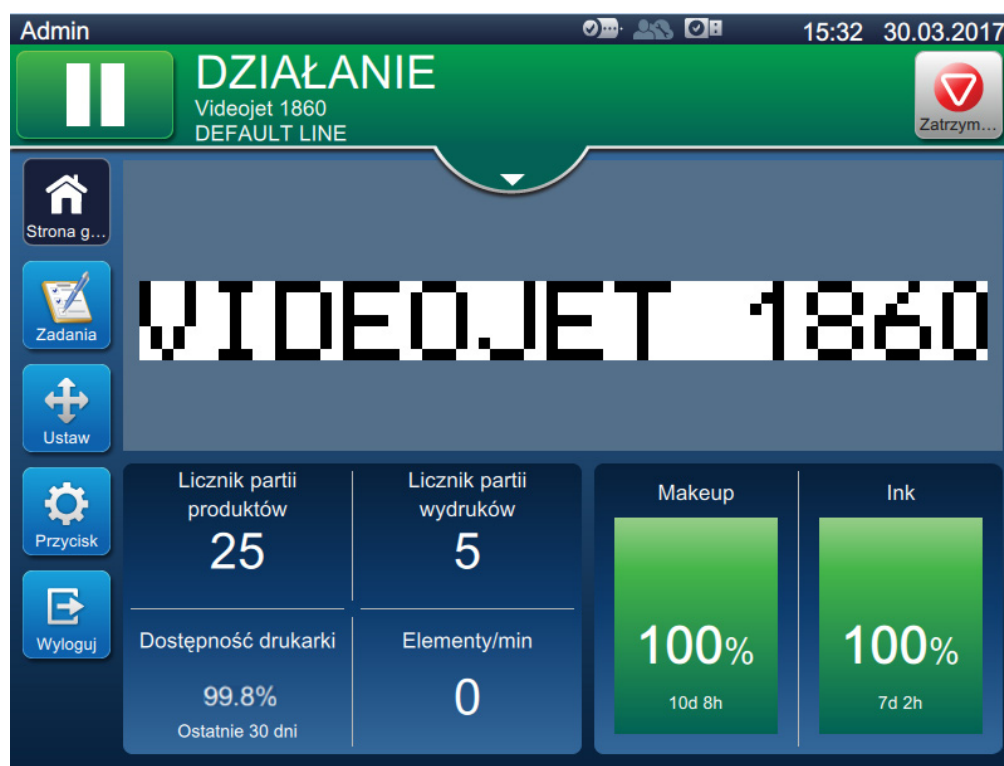 Admin 15:32 30.03.2017
DZIAŁANIE
Videojet 1860
DEFAULT LINE
Zatrzym...
Strona g...
Zadania
Ustaw
Przycisk
Wyloguj
VIDEOJET 1860
Licznik partii
produktów
25
Licznik partii
wydruków
5
Dostępność drukarki
99.8%
Ostatnie 30 dni
Elementy/min
0
Makeup
100%
10d 8h
Ink
100%
7d 2h